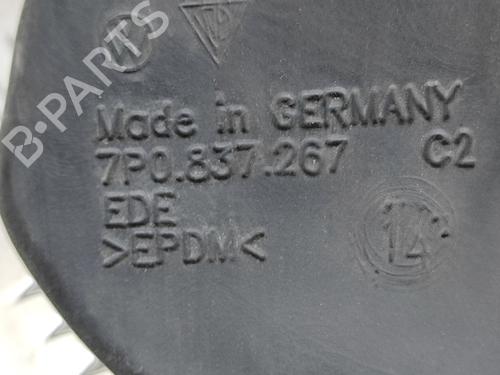 Made in GERMANY
7P0.837.267 C2
EDE
>EPDM<
14
B-PARTS